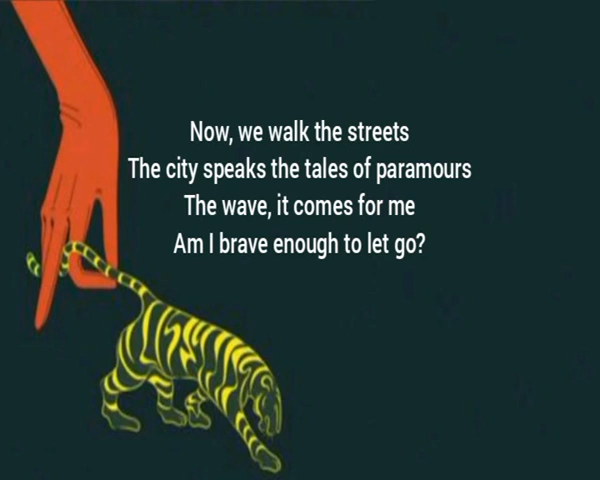 Now, we walk the streets
The city speaks the tales of paramours
The wave, it comes for me
Am I brave enough to let go?